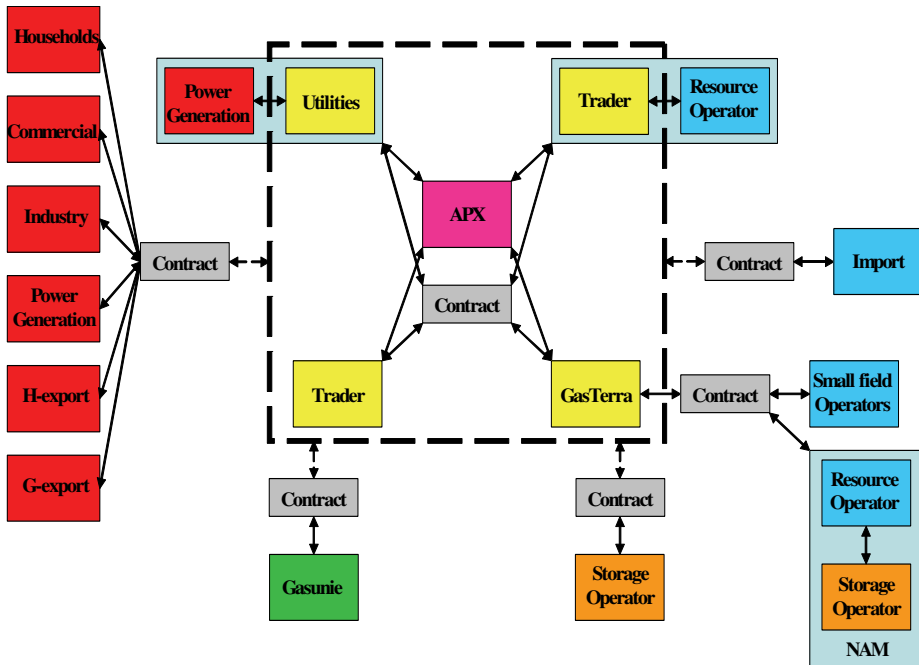 Households
Commercial
Industry
Power
Generation
H-export
G-export
Contract
Power
Generation
Utilities
Trader
Resource
Operator
APX
Contract
Trader
GasTerra
Contract
Import
Contract
Small field
Operators
Contract
Gasunie
Contract
Storage
Operator
Resource
Operator
Storage
Operator
NAM